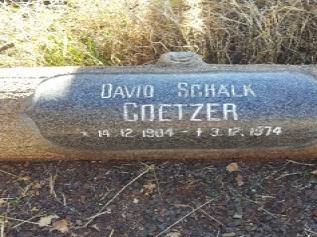 DAVID SCHALK
COETZER
* 14.12.1904 - † 3.12.1974